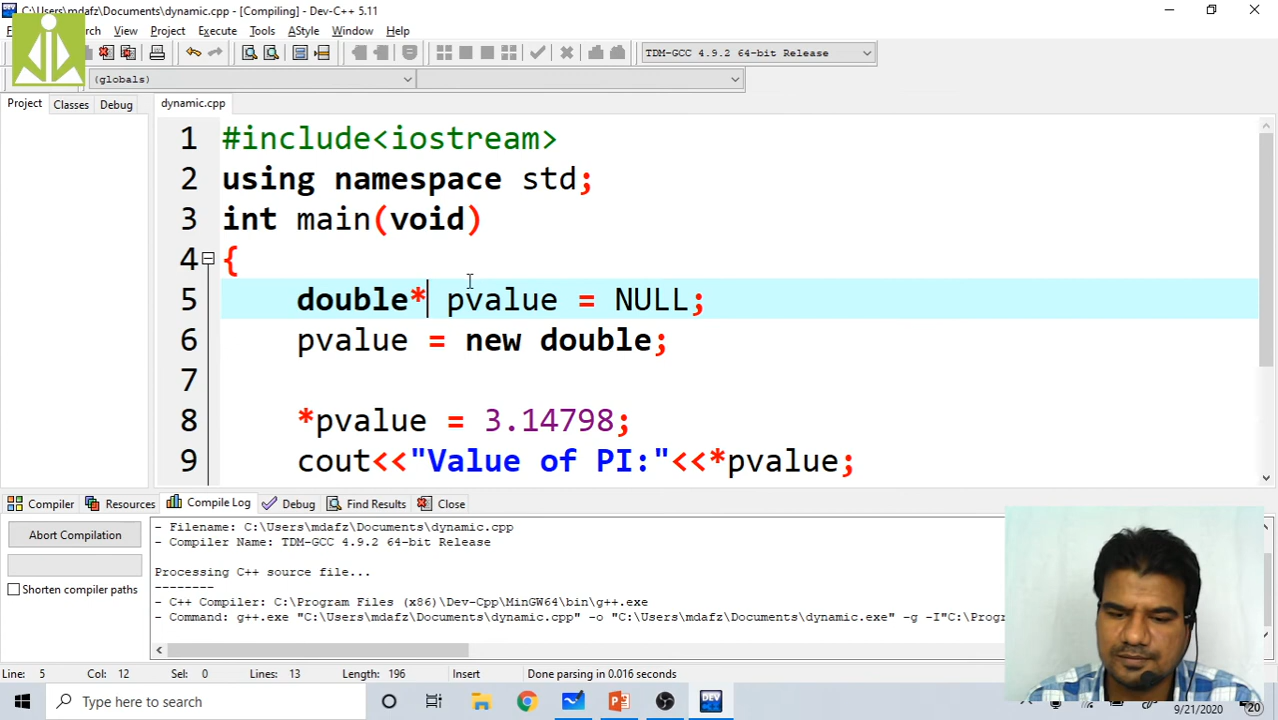 C:\Users\mdafz\Documents\dynamic.cpp - [Compiling] - Dev-C++ 5.11
View Project Execute Tools AStyle Window Help
TDM-GCC 4.9.2 64-bit Release
(globals)
Project Classes Debug dynamic.cpp
1 #include<iostream>
2 using namespace std;
3 int main(void)
4 {
5 double* pvalue = NULL;
6 pvalue = new double;
7
8 *pvalue = 3.14798;
9 cout<<"Value of PI:"<<*pvalue;
Compiler Resources Compile Log Debug Find Results Close
Abort Compilation
Shorten compiler paths
- Filename: C:\Users\mdafz\Documents\dynamic.cpp
- Compiler Name: TDM-GCC 4.9.2 64-bit Release
Processing C++ source file...
--------
- C++ Compiler: C:\Program Files (x86)\Dev-Cpp\MinGW64\bin\g++.exe
- Command: g++.exe "C:\Users\mdafz\Documents\dynamic.cpp" -o "C:\Users\mdafz\Documents\dynamic.exe" -g -I"C:\Progr
Line: 5 Col: 12 Sel: 0 Lines: 13 Length: 196 Insert Done parsing in 0.016 seconds
Type here to search
DEV
9/21/2020
20